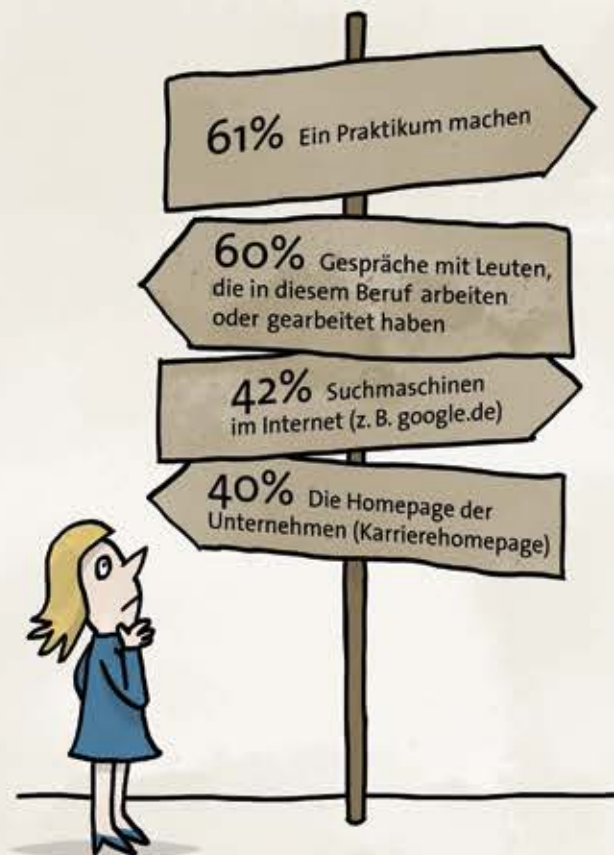 61% Ein Praktikum machen
60% Gespräche mit Leuten,
die in diesem Beruf arbeiten
oder gearbeitet haben
42% Suchmaschinen
im Internet (z. B. google.de)
40% Die Homepage der
Unternehmen (Karrierehomepage)